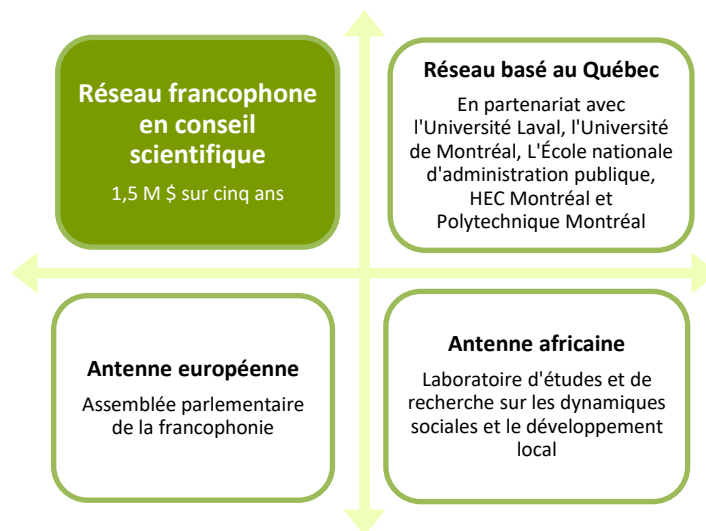 Réseau francophone
en conseil
scientifique
1,5 M $ sur cinq ans
Réseau basé au Québec
En partenariat avec
l'Université Laval, l'Université
de Montréal, L'École nationale
d'administration publique,
HEC Montréal et
Polytechnique Montréal
Antenne européenne
Assemblée parlementaire
de la francophonie
Antenne africaine
Laboratoire d'études et de
recherche sur les dynamiques
sociales et le développement
local